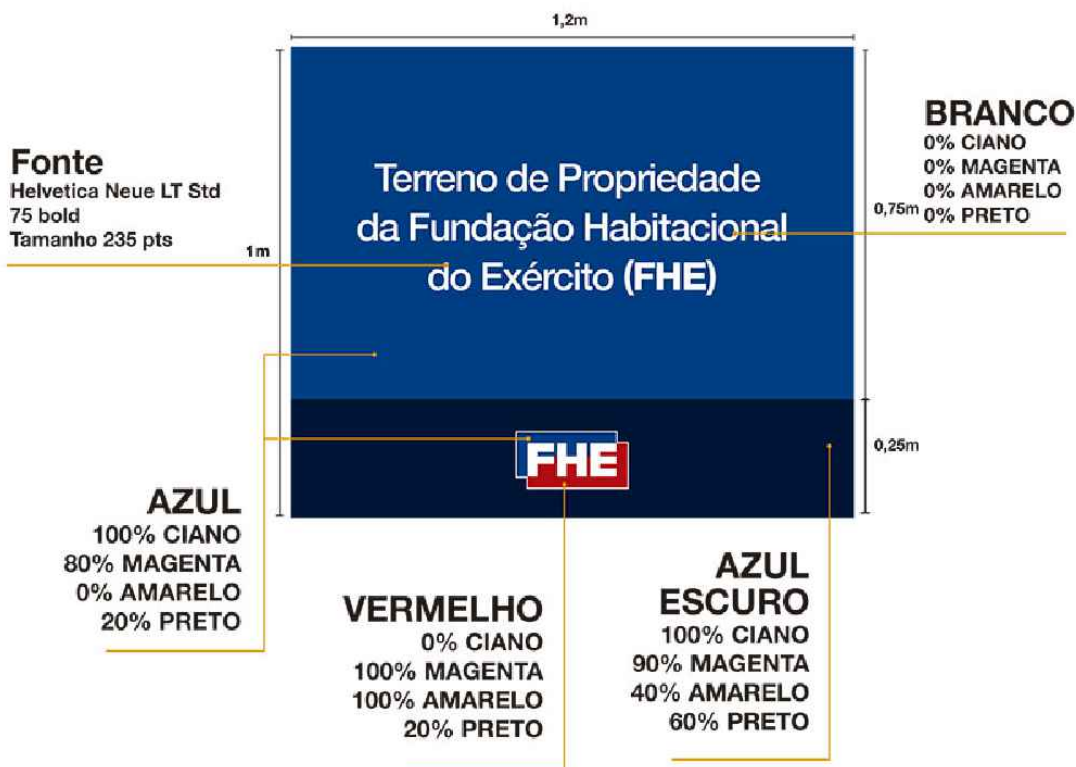 1,2m
Fonte
Helvetica Neue LT Std
75 bold
Tamanho 235 pts
1m
Terreno de Propriedade
da Fundação Habitacional
do Exército (FHE)
BRANCO
0% CIANO
0% MAGENTA
0% AMARELO
0% PRETO
0,75m
FHE
0,25m
AZUL
100% CIANO
80% MAGENTA
0% AMARELO
20% PRETO
VERMELHO
0% CIANO
100% MAGENTA
100% AMARELO
20% PRETO
AZUL
ESCURO
100% CIANO
90% MAGENTA
40% AMARELO
60% PRETO